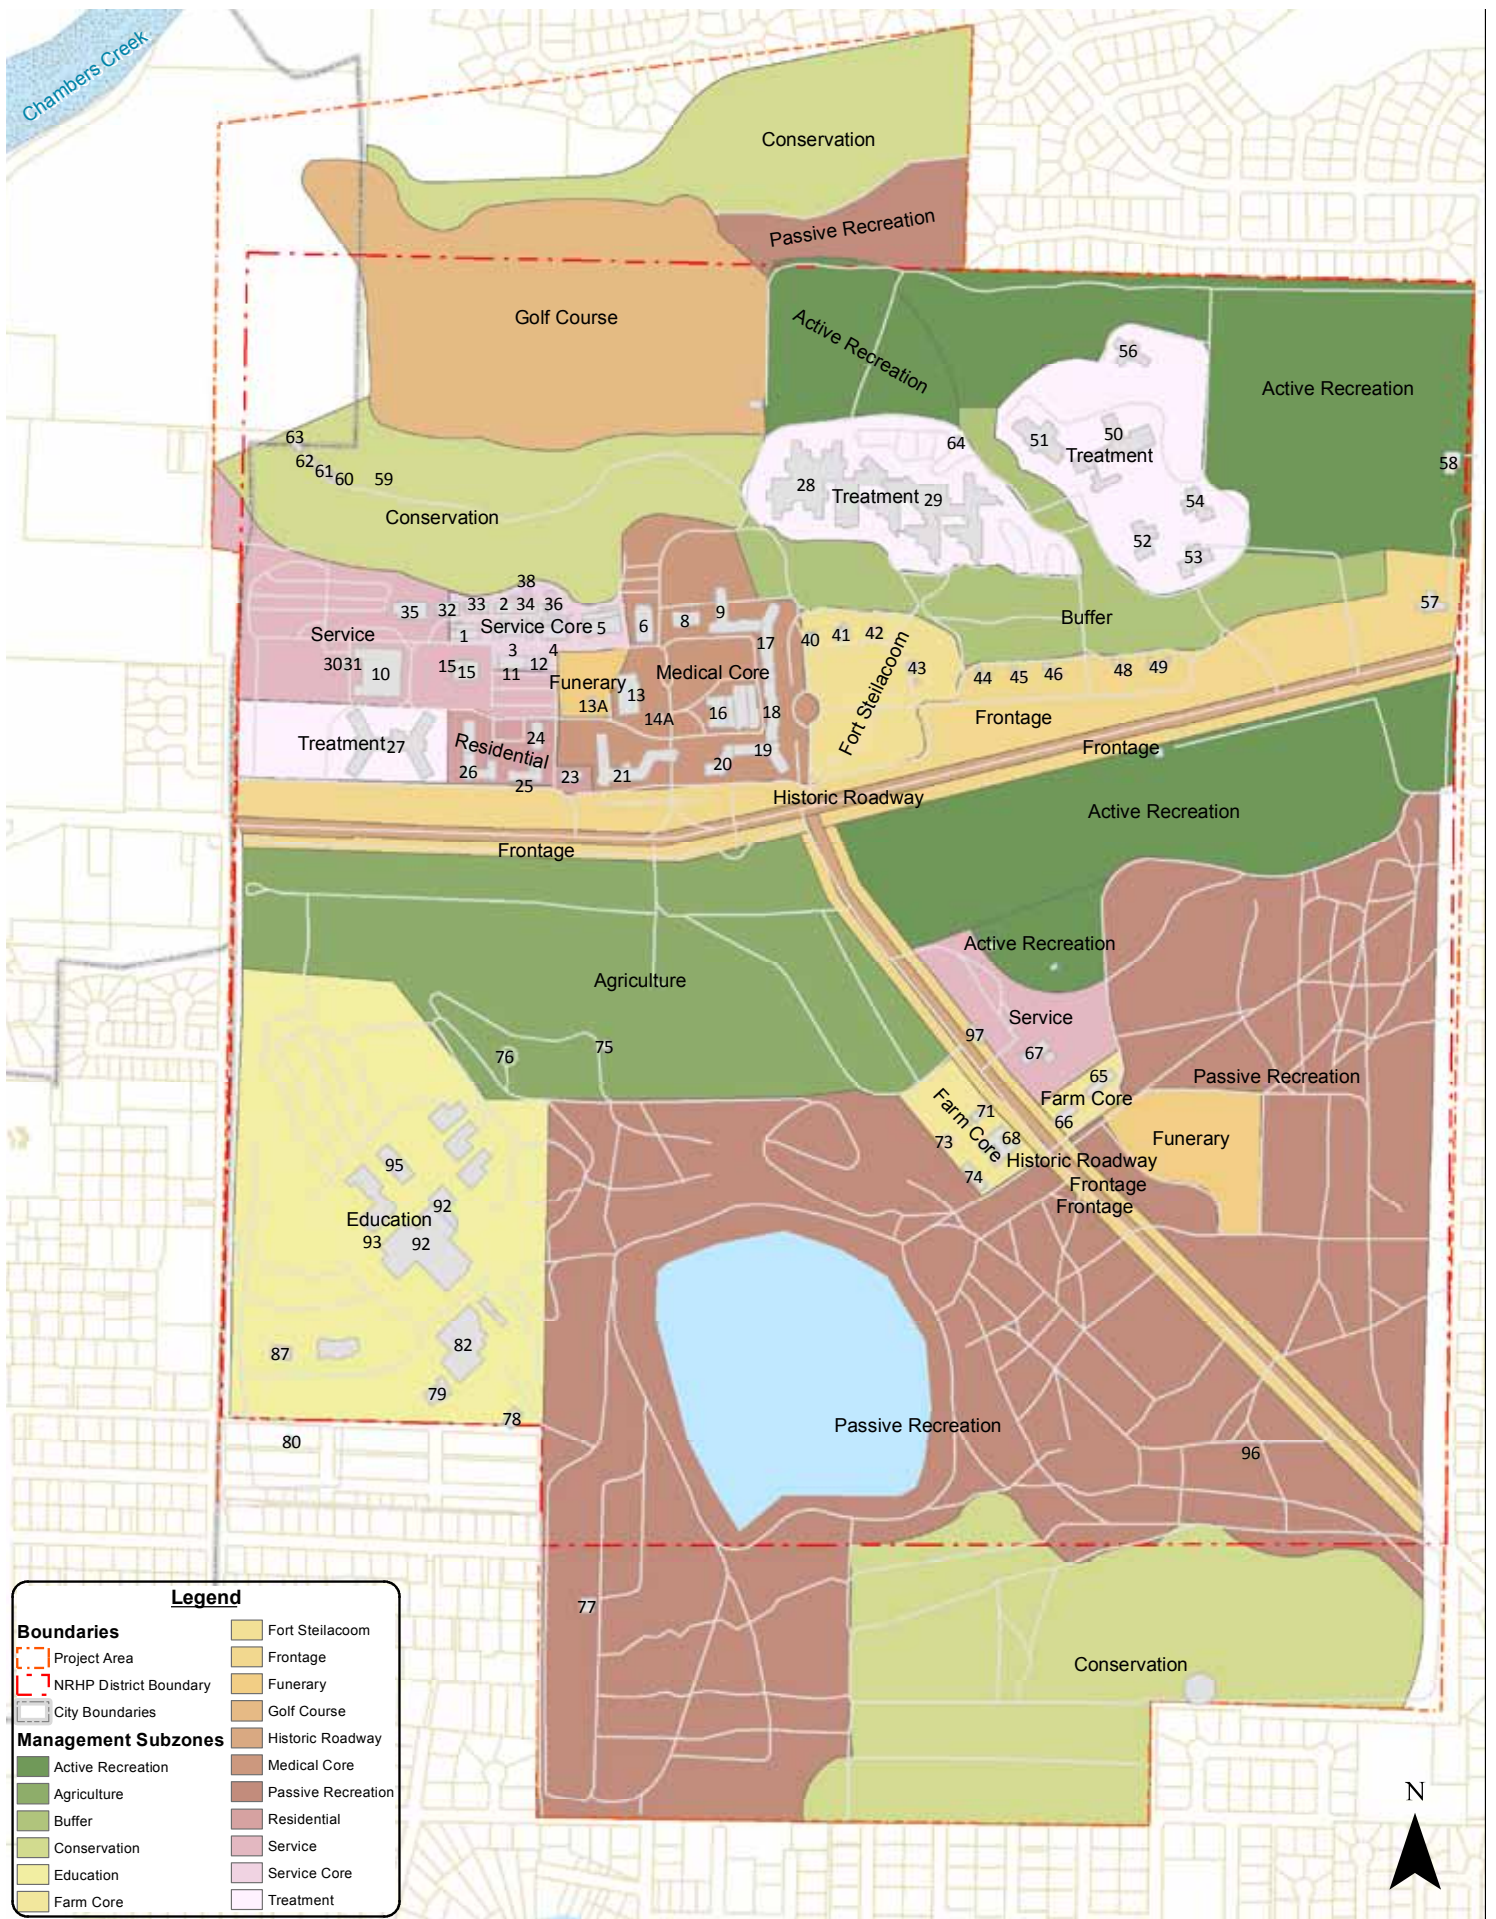 Chambers Creek
Conservation
Passive Recreation
Golf Course
Active Recreation
56
Active Recreation
63
64
51
50
Treatment
58
62
61
60
59
28
Treatment
29
54
Conservation
52
53
38
35
32
33
2
34
36
57
Service
1
Service Core
5
6
8
9
17
40
41
42
Buffer
30
31
10
15
15
3
4
11
12
Funerary
13A
13
Medical Core
14A
16
18
Fort Steilacoom
43
44
45
46
48
49
Frontage
Treatment
27
Residential
24
26
25
23
21
20
19
Frontage
Historic Roadway
Active Recreation
Frontage
Active Recreation
Agriculture
Service
97
67
76
75
65
Passive Recreation
Farm Core
66
Farm Core
71
68
73
74
Funerary
Historic Roadway
Frontage
Frontage
95
92
Education
93
92
87
82
79
78
80
Passive Recreation
96
77
Conservation
N
Legend
Boundaries
Project Area
NRHP District Boundary
City Boundaries
Management Subzones
Active Recreation
Agriculture
Buffer
Conservation
Education
Farm Core
Fort Steilacoom
Frontage
Funerary
Golf Course
Historic Roadway
Medical Core
Passive Recreation
Residential
Service
Service Core
Treatment